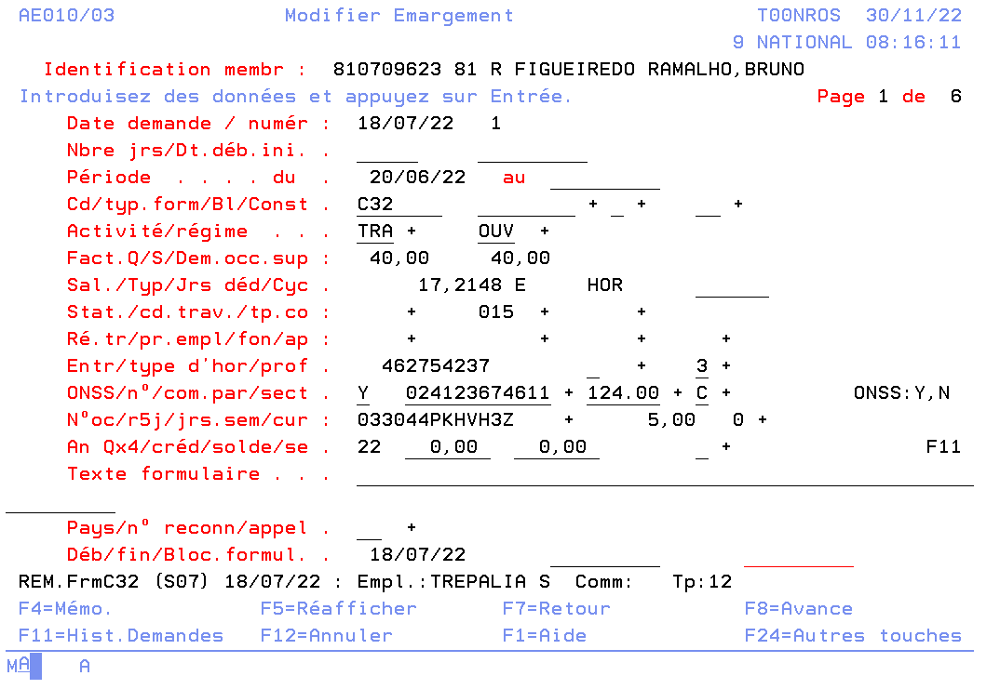 AE010/03 Modifier Emargement T00NROS 30/11/22
9 NATIONAL 08:16:11
Identification membr : 810709623 81 R FIGUEIREDO RAMALHO,BRUNO
Introduisez des données et appuyez sur Entrée. Page 1 de 6
Date demande / numér : 18/07/22 1
Nbre jrs/Dt.déb.ini. .
Période . . . . du . 20/06/22 au
Cd/typ.form/Bl/Const . C32 + + +
Activité/régime . . . TRA + OUV +
Fact.Q/S/Dem.occ.sup : 40,00 40,00
Sal./Typ/Jrs déd/Cyc . 17,2148 E HOR
Stat./cd.trav./tp.co : + 015 + +
Ré.tr/pr.empl/fon/ap : + + + +
Entr/type d'hor/prof . 462754237 + 3 +
ONSS/n°/com.par/sect . Y 024123674611 + 124.00 + C + ONSS:Y,N
N°oc/r5j/jrs.sem/cur : 033044PKHVH3Z + 5,00 0 +
An Qx4/créd/solde/se . 22 0,00 0,00 + F11
Texte formulaire . . .
Pays/n° reconn/appel . +
Déb/fin/Bloc.formul. . 18/07/22
REM.FrmC32 (S07) 18/07/22 : Empl.:TREPALIA S Comm: Tp:12
F4=Mémo. F5=Réafficher F7=Retour F8=Avance
F11=Hist.Demandes F12=Annuler F1=Aide F24=Autres touches
MA A